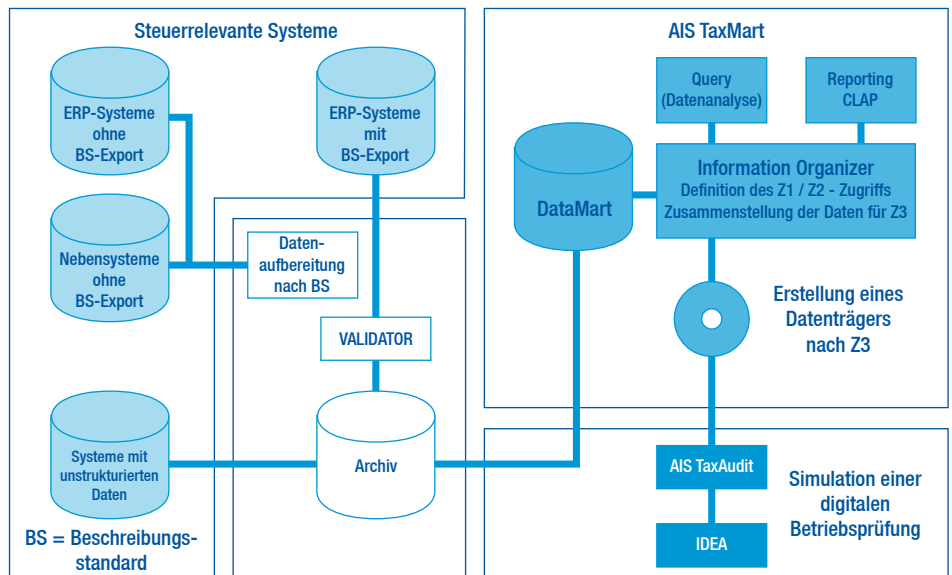 Steuerrelevante Systeme
ERP-Systeme
ohne
BS-Export
ERP-Systeme
mit
BS-Export
Nebensysteme
ohne
BS-Export
Daten-
aufbereitung
nach BS
VALIDATOR
Systeme mit
unstrukturierten
Daten
Archiv
BS = Beschreibungs-
standard
AIS TaxMart
Query
(Datenanalyse)
Reporting
CLAP
DataMart
Information Organizer
Definition des Z1 / Z2 - Zugriffs
Zusammenstellung der Daten für Z3
Erstellung eines
Datenträgers
nach Z3
AIS TaxAudit
IDEA
Simulation einer
digitalen
Betriebsprüfung